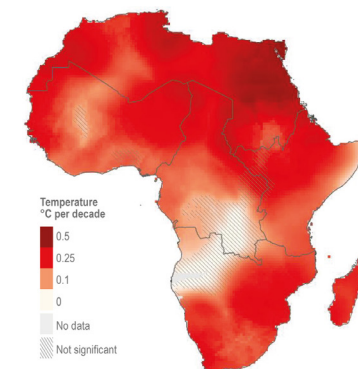 Temperature
°C per decade
0.5
0.25
0.1
0
No data
Not significant